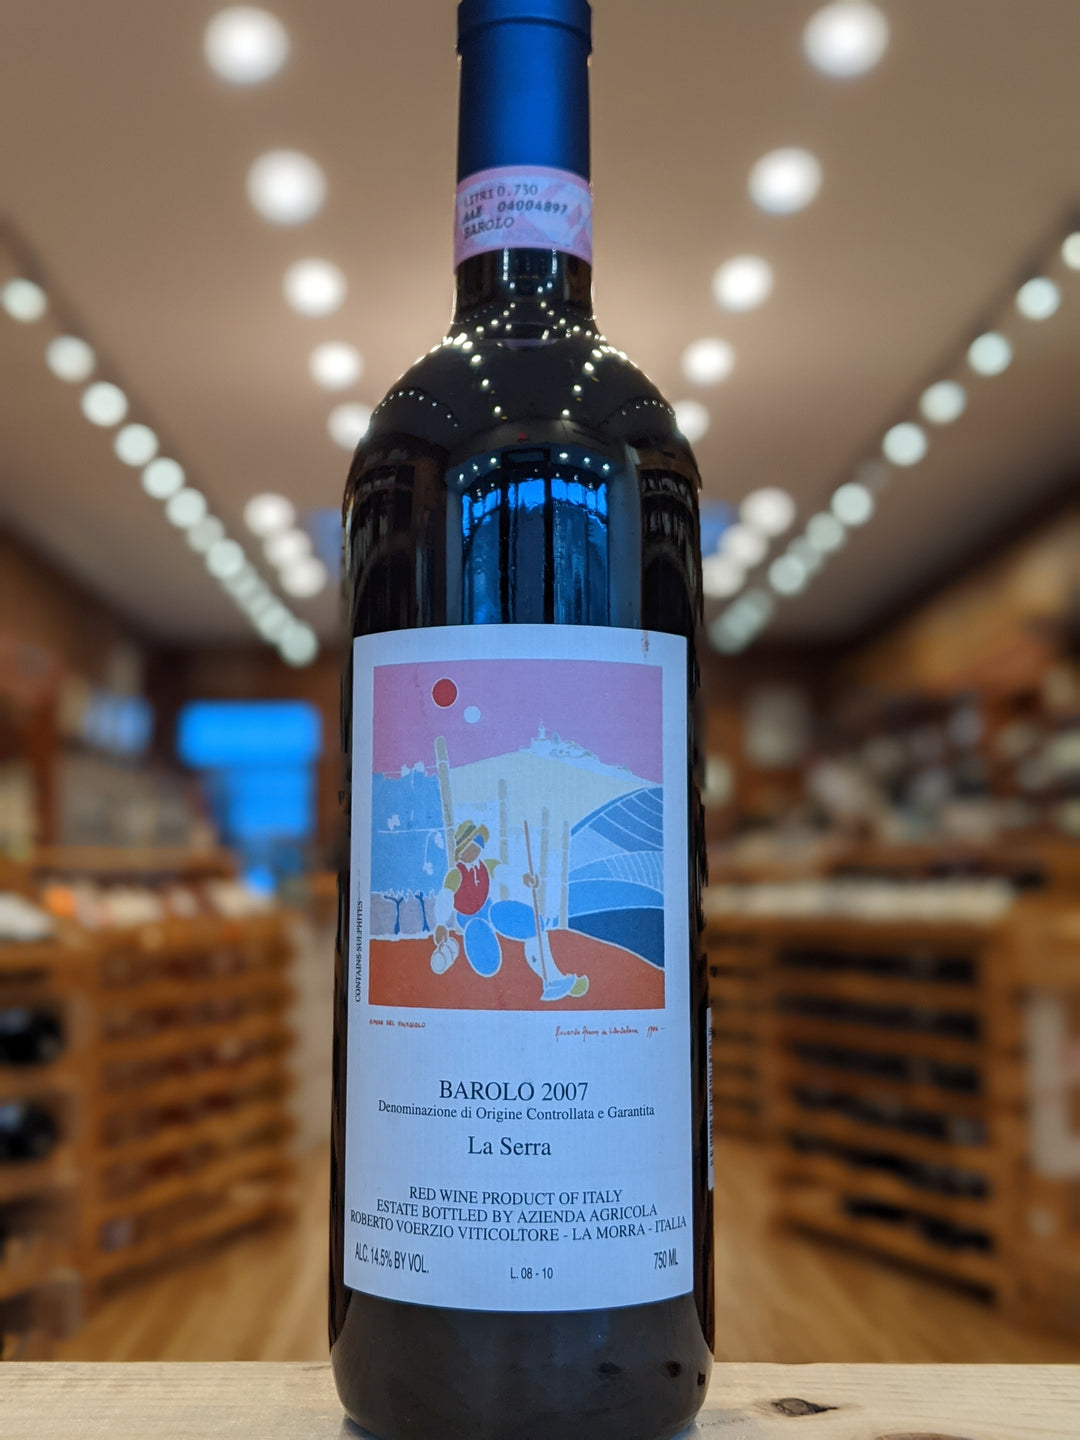 LITRI 0.750
AAE 04004897
BAROLO
CONTAINS SULPHITES
BAROLO 2007
Denominazione di Origine Controllata e Garantita
La Serra
RED WINE PRODUCT OF ITALY
ESTATE BOTTLED BY AZIENDA AGRICOLA
ROBERTO VOERZIO VITICOLTORE - LA MORRA - ITALIA
ALC. 14.5% BY VOL.
L. 08 - 10
750 ML